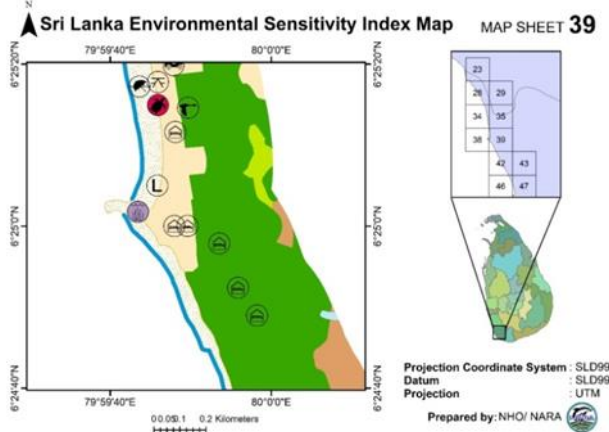 N
Sri Lanka Environmental Sensitivity Index Map MAP SHEET 39
79°59'40"E 80°0'0"E
6°25'20"N
6°25'20"N
L
6°25'0"N
6°25'0"N
6°24'40"N
6°24'40"N
79°59'40"E 80°0'0"E
0 0.05 0.1 0.2 Kilometers
23
28 29
34 35
38 39
42 43
46 47
Projection Coordinate System : SLD99
Datum : SLD99
Projection : UTM
Prepared by: NHO/ NARA